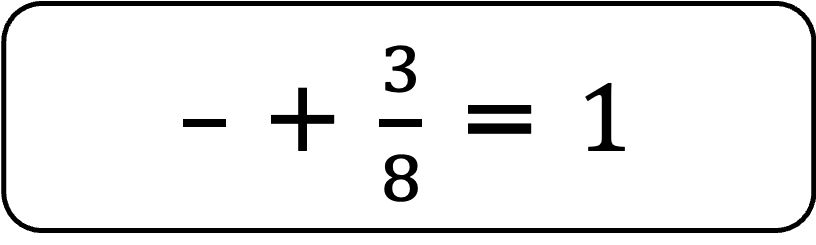 – + 3/8 = 1